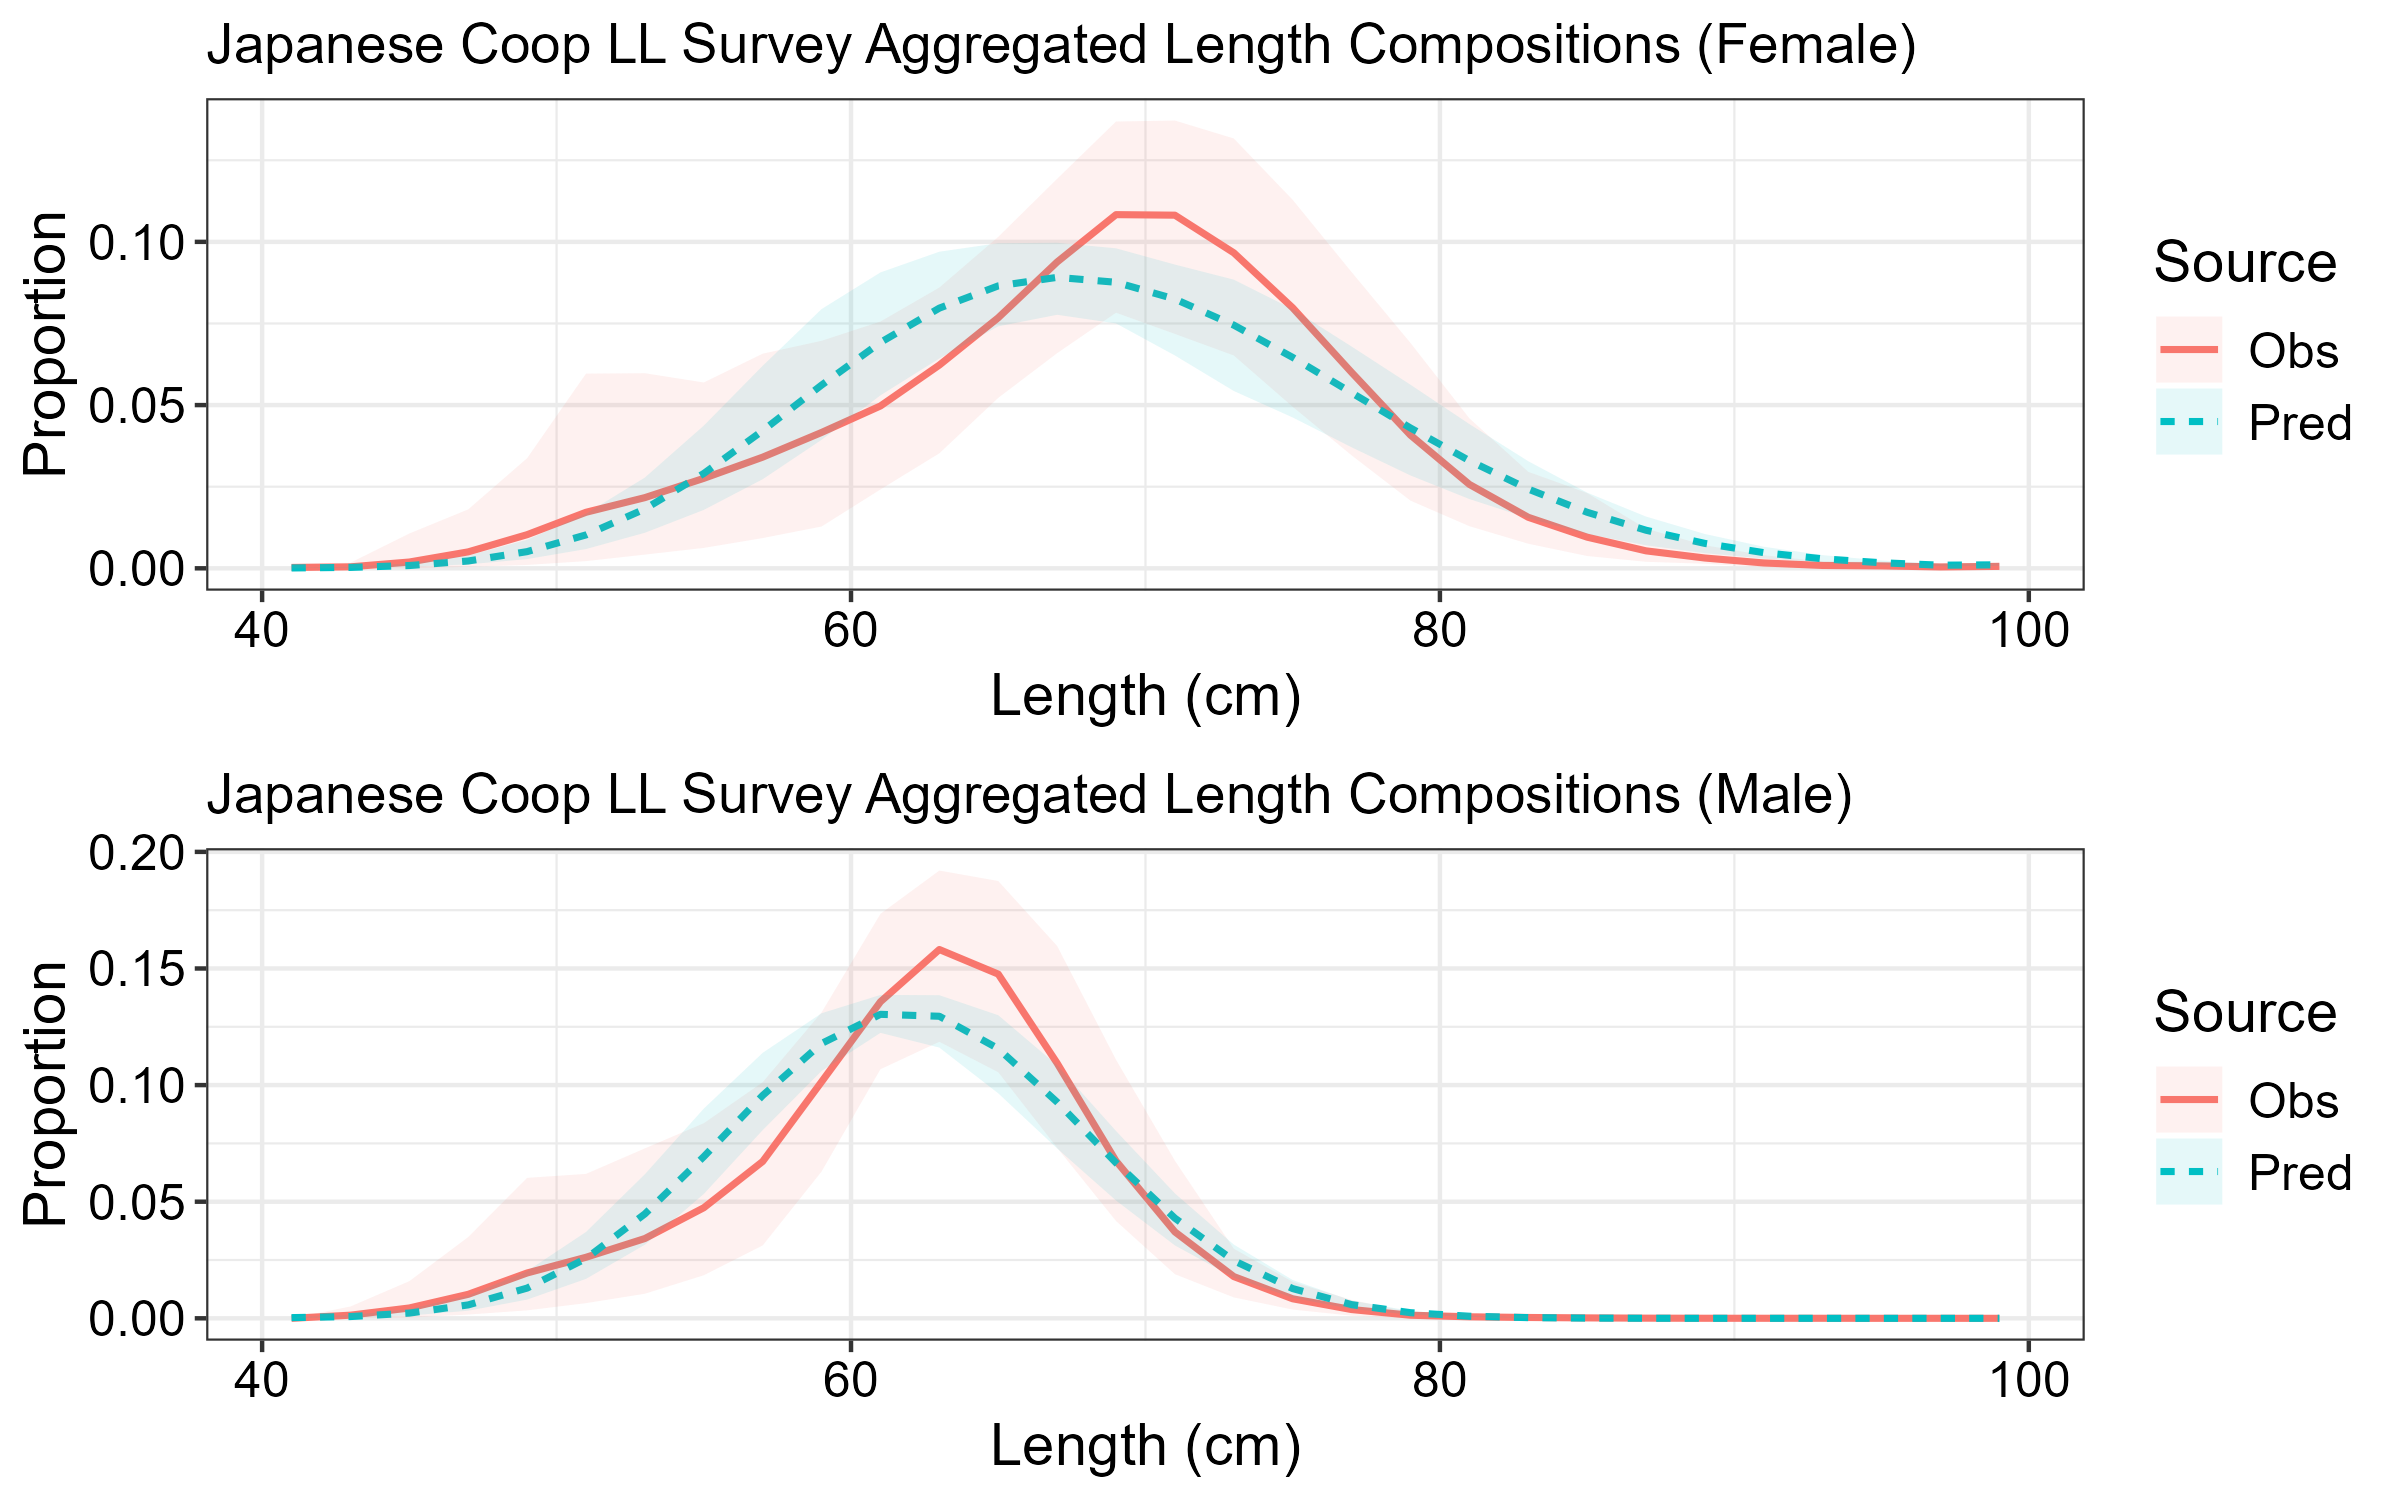 Japanese Coop LL Survey Aggregated Length Compositions (Female)
Proportion
0.10
0.05
0.00
40 60 80 100
Length (cm)
Source
Obs
Pred
Japanese Coop LL Survey Aggregated Length Compositions (Male)
Proportion
0.20
0.15
0.10
0.05
0.00
40 60 80 100
Length (cm)
Source
Obs
Pred